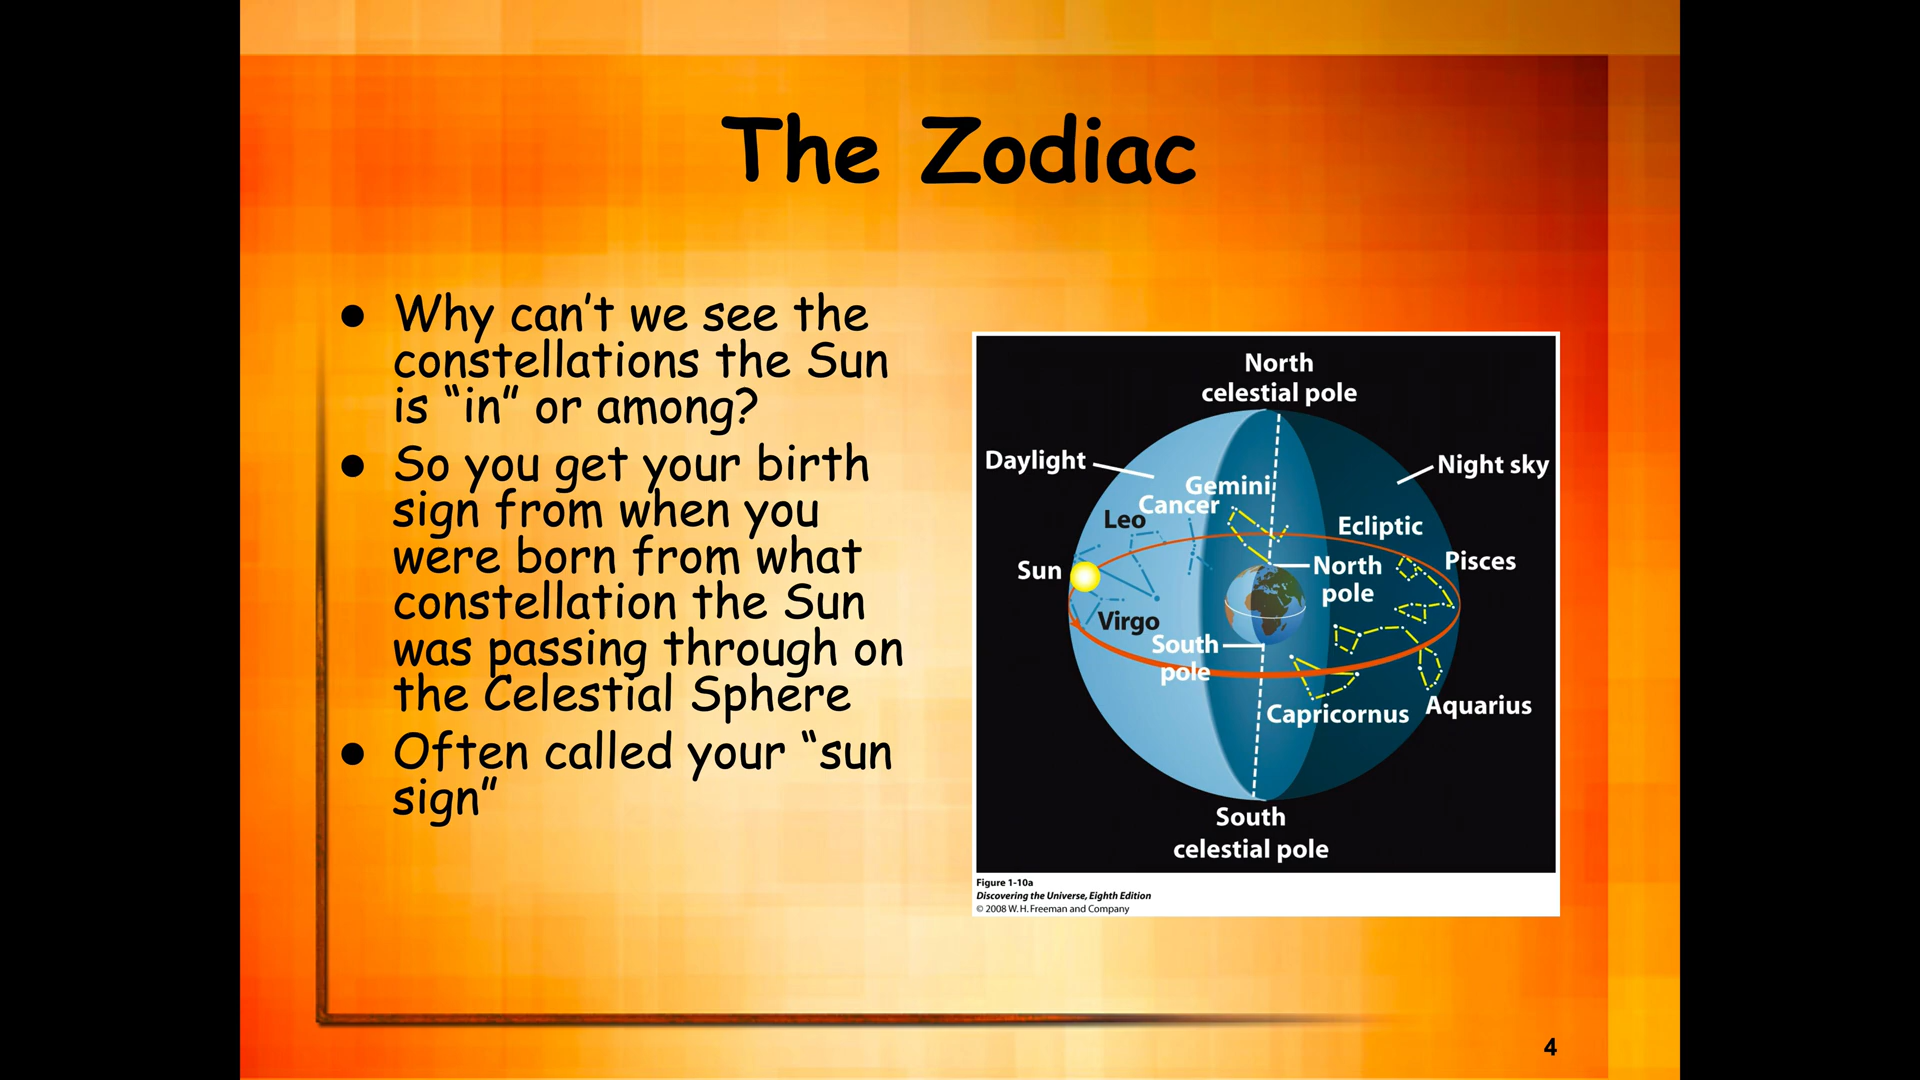 The Zodiac
● Why can’t we see the
constellations the Sun
is “in” or among?
● So you get your birth
sign from when you
were born from what
constellation the Sun
was passing through on
the Celestial Sphere
● Often called your “sun
sign”
North
celestial pole
Daylight
Night sky
Gemini
Cancer
Leo
Ecliptic
Sun
North
pole
Pisces
Virgo
South
pole
Capricornus
Aquarius
South
celestial pole
Figure 1-10a
Discovering the Universe, Eighth Edition
© 2008 W. H. Freeman and Company
4